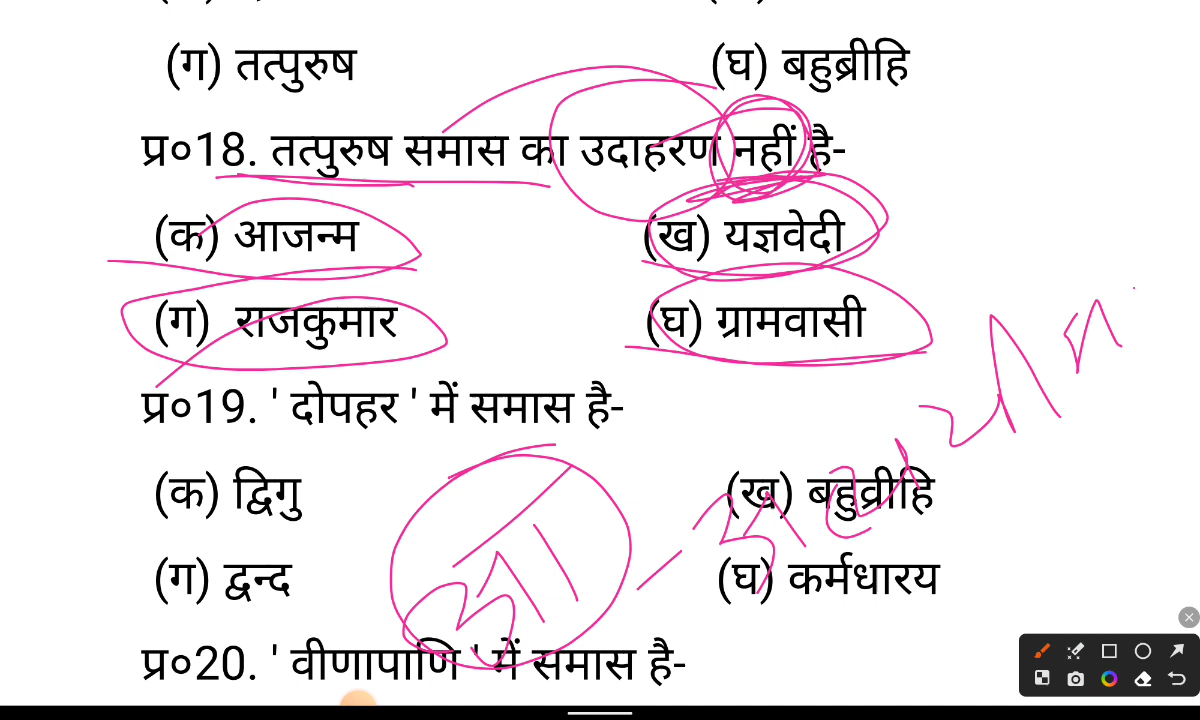 (ग) तत्पुरुष (घ) बहुब्रीहि
प्र०18. तत्पुरुष समास का उदाहरण नहीं है-
(क) आजन्म (ख) यज्ञवेदी
(ग) राजकुमार (घ) ग्रामवासी
प्र०19. ' दोपहर ' में समास है-
(क) द्विगु (ख) बहुव्रीहि
(ग) द्वन्द (घ) कर्मधारय
आ
प्र०20. ' वीणापाणि ' में समास है-